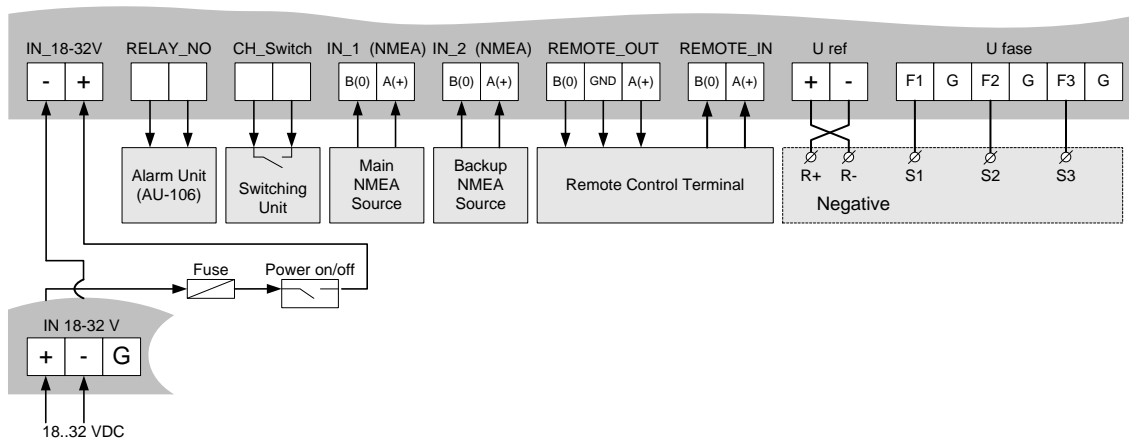 IN_18-32V RELAY_NO CH_Switch IN_1 (NMEA) IN_2 (NMEA) REMOTE_OUT REMOTE_IN U ref U fase
- + B(0) A(+) B(0) A(+) B(0) GND A(+) B(0) A(+) + - F1 G F2 G F3 G
Alarm Unit
(AU-106)
Switching
Unit
Main
NMEA
Source
Backup
NMEA
Source
Remote Control Terminal
R+ R- S1 S2 S3
Negative
Fuse Power on/off
IN 18-32 V
+ - G
18..32 VDC